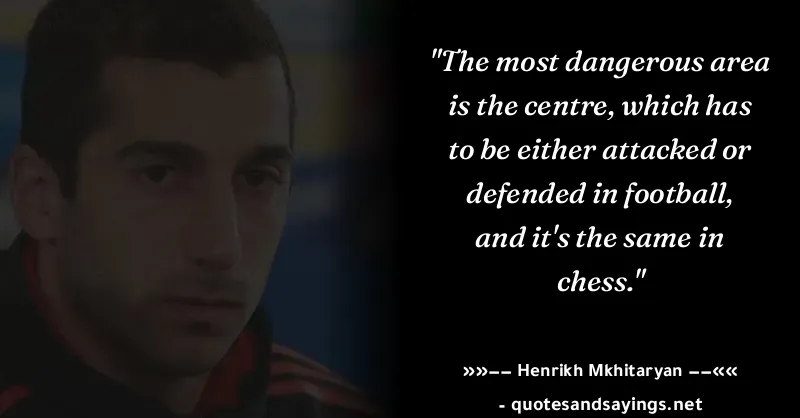 "The most dangerous area
is the centre, which has
to be either attacked or
defended in football,
and it's the same in
chess."
»»–– Henrikh Mkhitaryan ––««
- quotesandsayings.net